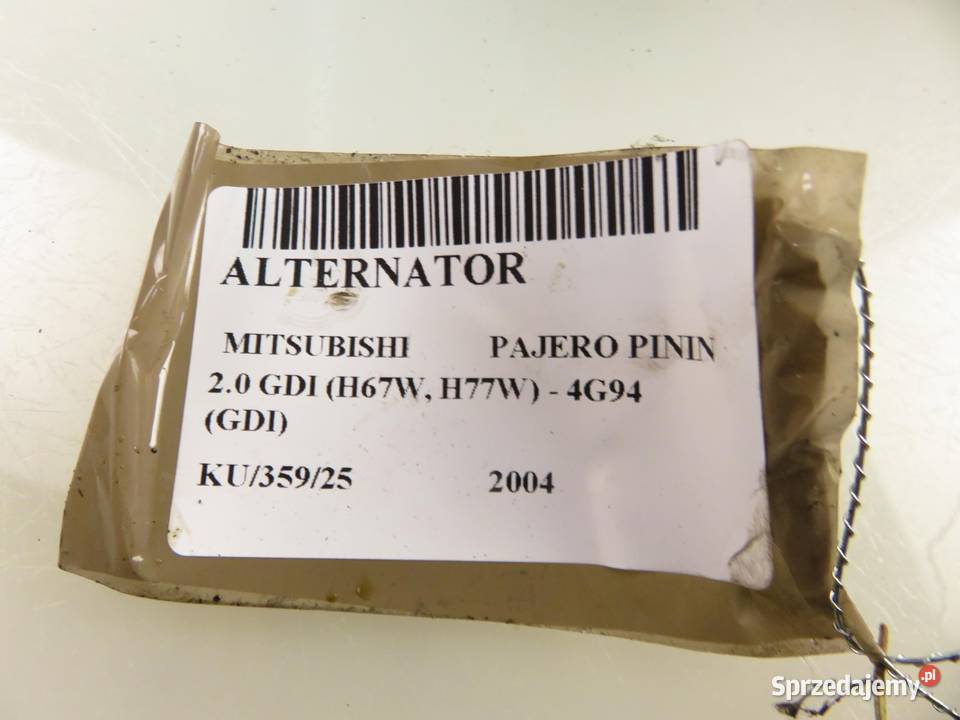 ALTERNATOR
MITSUBISHI PAJERO PININ
2.0 GDI (H67W, H77W) - 4G94
(GDI)
KU/359/25 2004
Sprzedajemy.pl